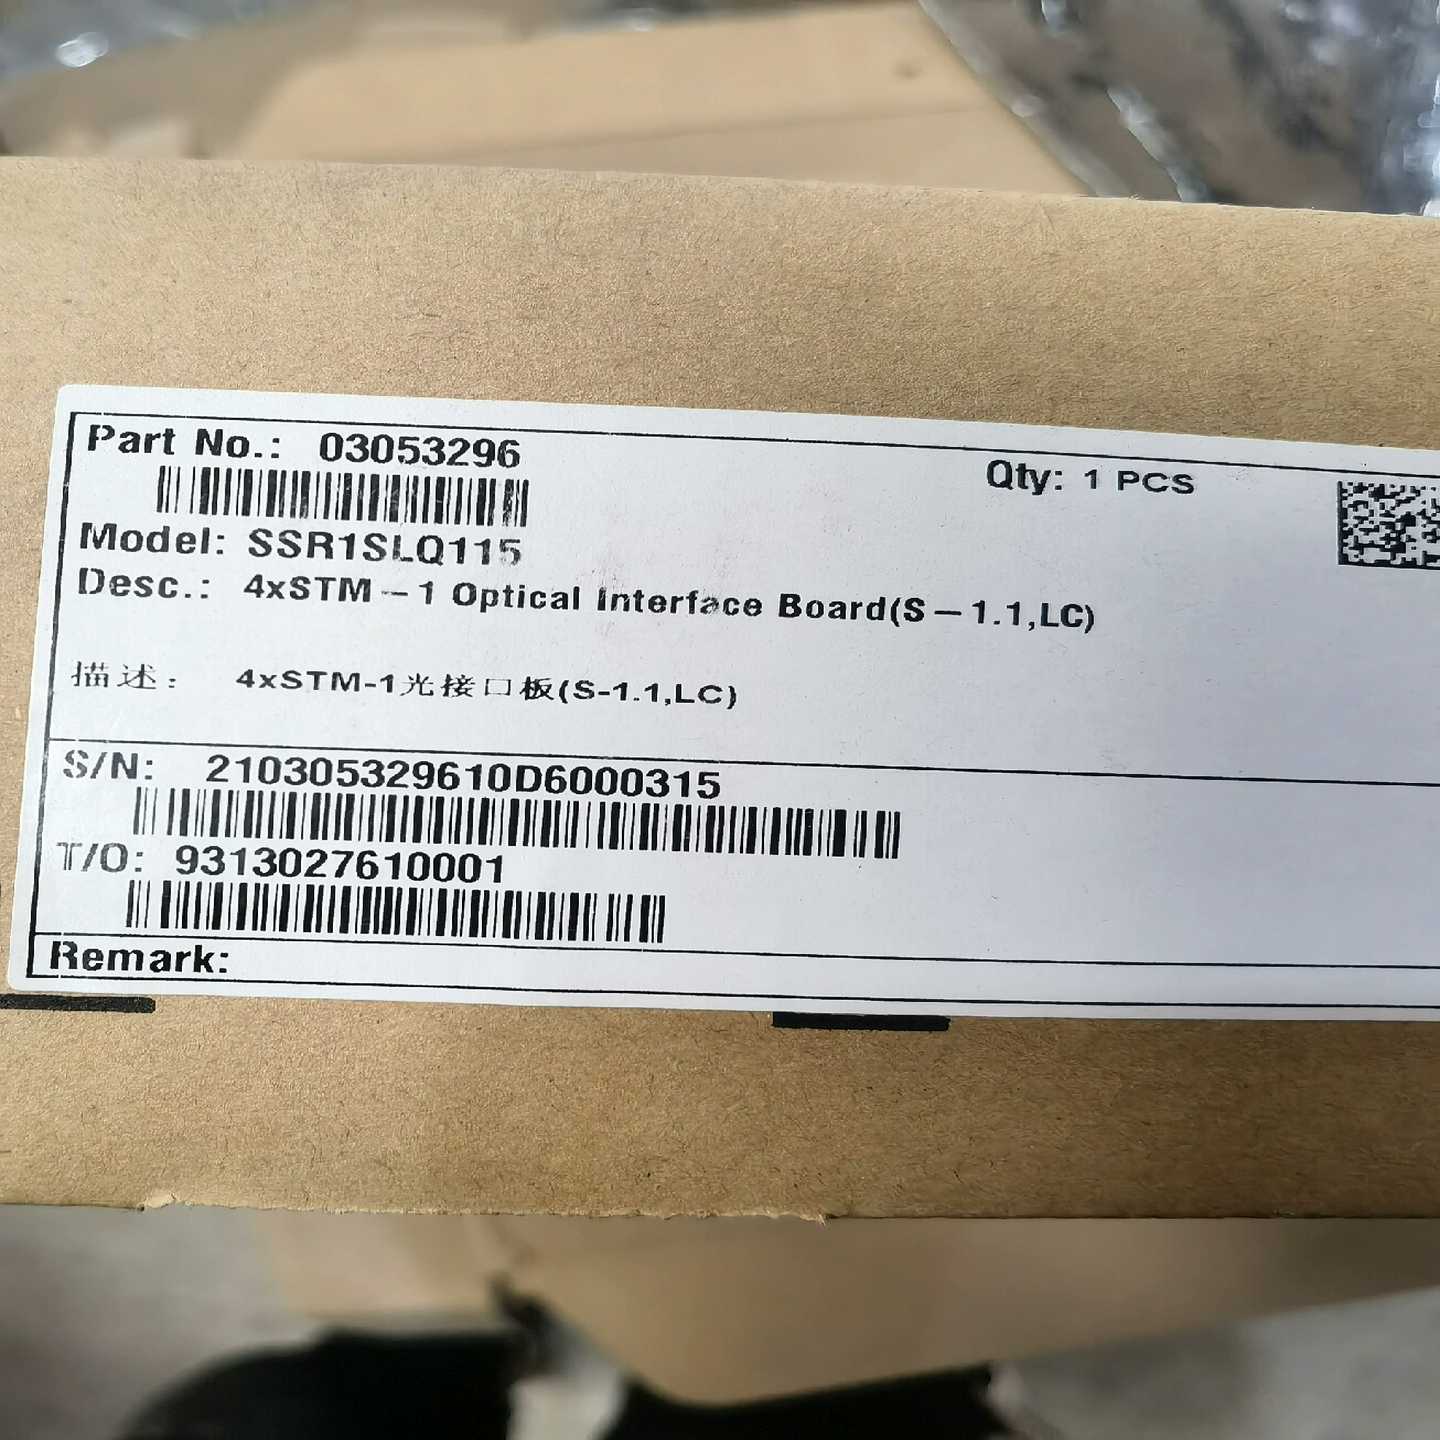 Part No.: 03053296
Qty: 1 PCS
Model: SSR1SLQ115
Desc.: 4xSTM-1 Optical Interface Board(S-1.1,LC)
描述: 4xSTM-1光接口板(S-1.1,LC)
S/N: 210305329610D6000315
T/O: 9313027610001
Remark: